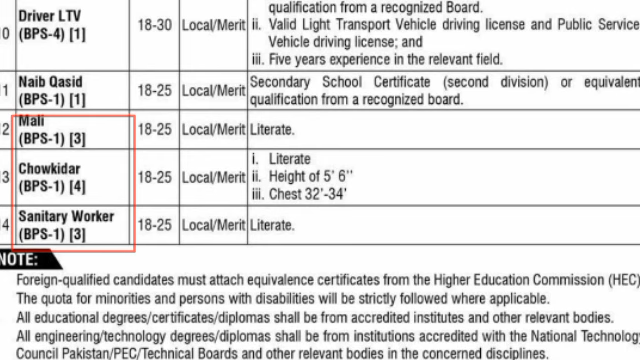 qualification from a recognized Board.
10 Driver LTV (BPS-4) [1] 18-30 Local/Merit ii. Valid Light Transport Vehicle driving license and Public Service
Vehicle driving license; and
iii. Five years experience in the relevant field.
11 Naib Qasid (BPS-1) [1] 18-25 Local/Merit Secondary School Certificate (second division) or equivalent
qualification from a recognized board.
12 Mali (BPS-1) [3] 18-25 Local/Merit Literate.
13 Chowkidar (BPS-1) [4] 18-25 Local/Merit i. Literate
ii. Height of 5' 6''
iii. Chest 32'-34'
14 Sanitary Worker (BPS-1) [3] 18-25 Local/Merit Literate.
NOTE:
Foreign-qualified candidates must attach equivalence certificates from the Higher Education Commission (HEC)
The quota for minorities and persons with disabilities will be strictly followed where applicable.
All educational degrees/certificates/diplomas shall be from accredited institutes and other relevant bodies.
All engineering/technology degrees/diplomas shall be from institutions accredited with the National Technology
Council Pakistan/PEC/Technical Boards and other relevant bodies in the concerned disciplines.